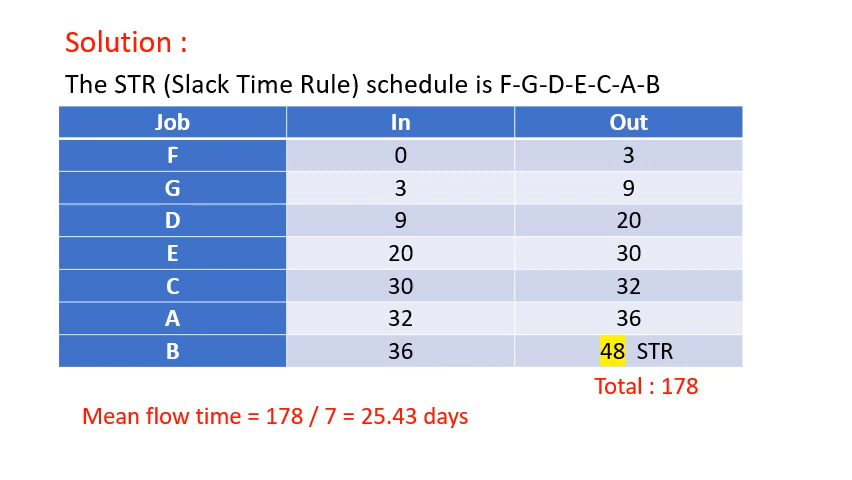 Solution :
The STR (Slack Time Rule) schedule is F-G-D-E-C-A-B
Job In Out
F 0 3
G 3 9
D 9 20
E 20 30
C 30 32
A 32 36
B 36 48 STR
Total : 178
Mean flow time = 178 / 7 = 25.43 days